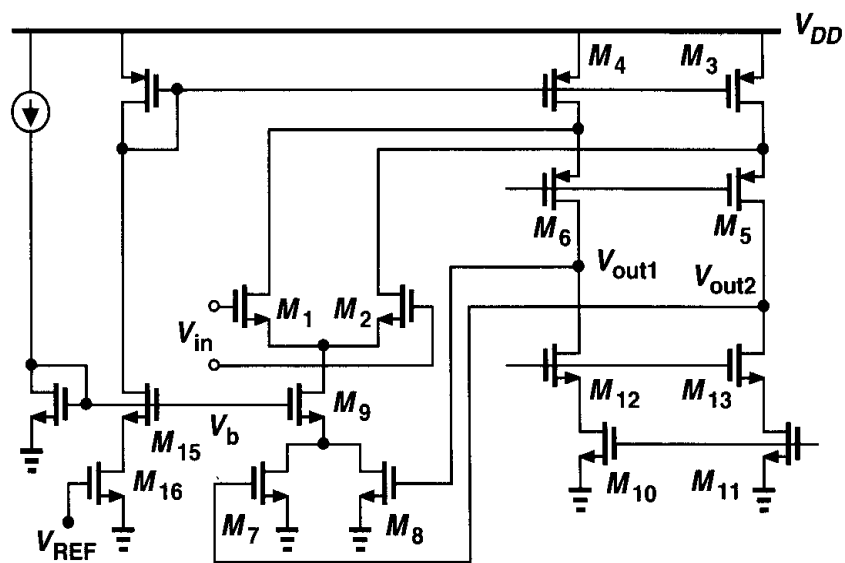 V_DD
M_4
M_3
M_6
M_5
V_out1
V_out2
M_1
M_2
V_in
M_12
M_13
M_9
V_b
M_15
M_16
M_10
M_11
M_7
M_8
V_REF